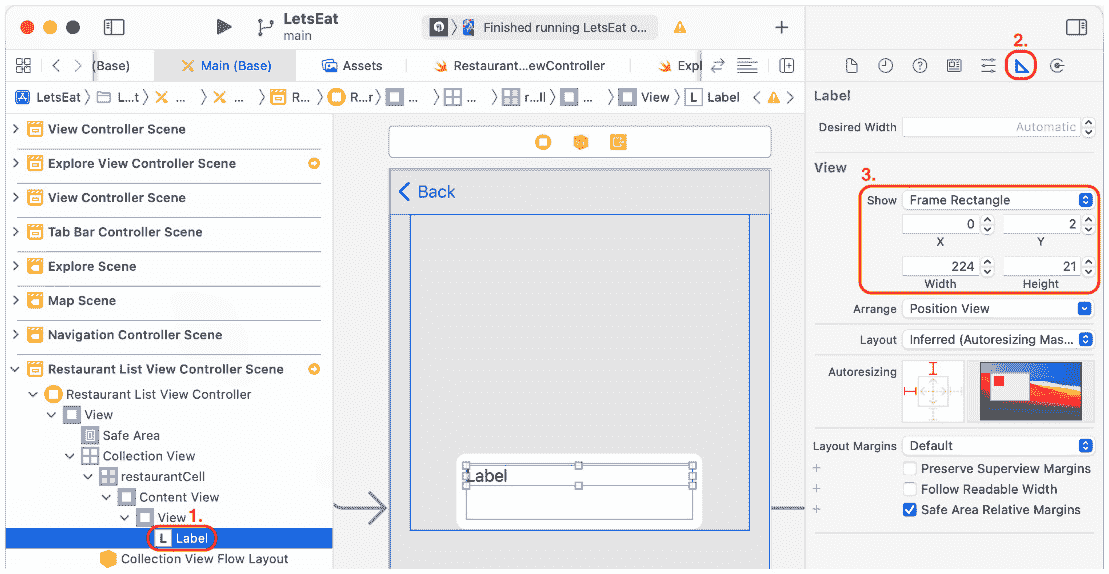 LetsEat
main
Finished running LetsEat o...
2.
(Base)
Main (Base)
Assets
Restaurant...ewController
Expl
LetsEat
L...t
...
...
R...
R...r
...
...
r...ll
...
View
L
Label
Label
Desired Width
Automatic
View
3.
Show
Frame Rectangle
0
2
X
Y
224
21
Width
Height
Arrange
Position View
Layout
Inferred (Autoresizing Mas...
Autoresizing
Layout Margins
Default
Preserve Superview Margins
Follow Readable Width
Safe Area Relative Margins
View Controller Scene
Explore View Controller Scene
View Controller Scene
Tab Bar Controller Scene
Explore Scene
Map Scene
Navigation Controller Scene
Restaurant List View Controller Scene
Restaurant List View Controller
View
Safe Area
Collection View
restaurantCell
Content View
View 1.
L Label
Collection View Flow Layout
Back
Label